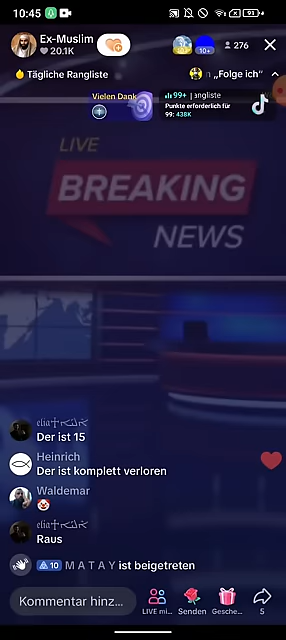 10:45
91
Ex-Muslim
20.1K
10+
276
Tägliche Rangliste
„Folge ich“
Vielen Dank
99+
angliste
Punkte erforderlich für
99: 438K
LIVE
BREAKING
NEWS
Der ist 15
Heinrich
Der ist komplett verloren
Waldemar
🤡
Raus
10 M A T A Y ist beigetreten
Kommentar hinz...
LIVE mi...
Senden
Gesche...
5